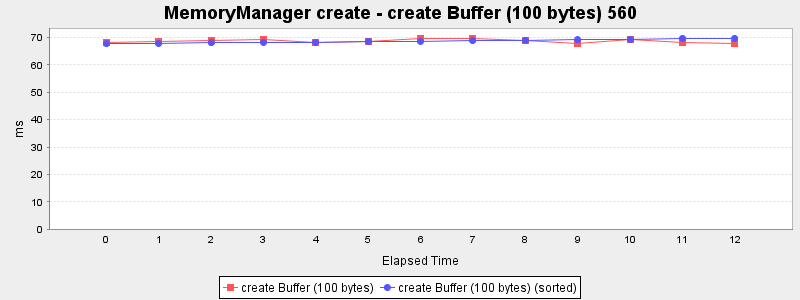 MemoryManager create - create Buffer (100 bytes) 560
70
60
50
40
30
20
10
0
ms
0 1 2 3 4 5 6 7 8 9 10 11 12
Elapsed Time
create Buffer (100 bytes) create Buffer (100 bytes) (sorted)